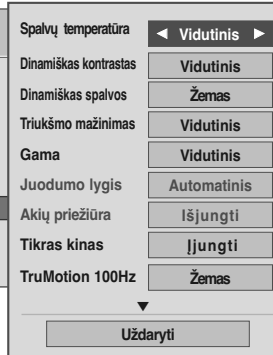 Spalvų temperatūra ◄ Vidutinis ►
Dinamiškas kontrastas Vidutinis
Dinamiškas spalvos Žemas
Triukšmo mažinimas Vidutinis
Gama Vidutinis
Juodumo lygis Automatinis
Akių priežiūra Išjungti
Tikras kinas Įjungti
TruMotion 100Hz Žemas
▼
Uždaryti